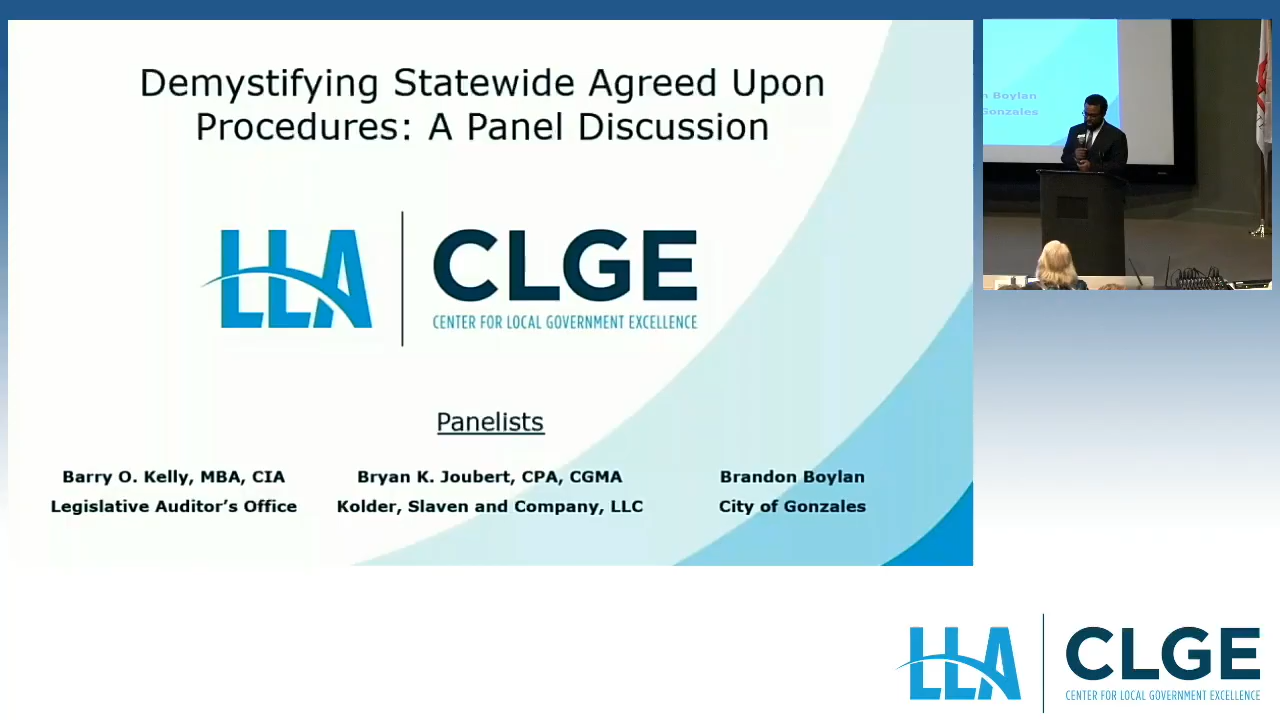 Demystifying Statewide Agreed Upon
Procedures: A Panel Discussion
LLA
CLGE
CENTER FOR LOCAL GOVERNMENT EXCELLENCE
Panelists
Barry O. Kelly, MBA, CIA
Legislative Auditor's Office
Bryan K. Joubert, CPA, CGMA
Kolder, Slaven and Company, LLC
Brandon Boylan
City of Gonzales
Boylan
Gonzales
LLA
CLGE
CENTER FOR LOCAL GOVERNMENT EXCELLENCE